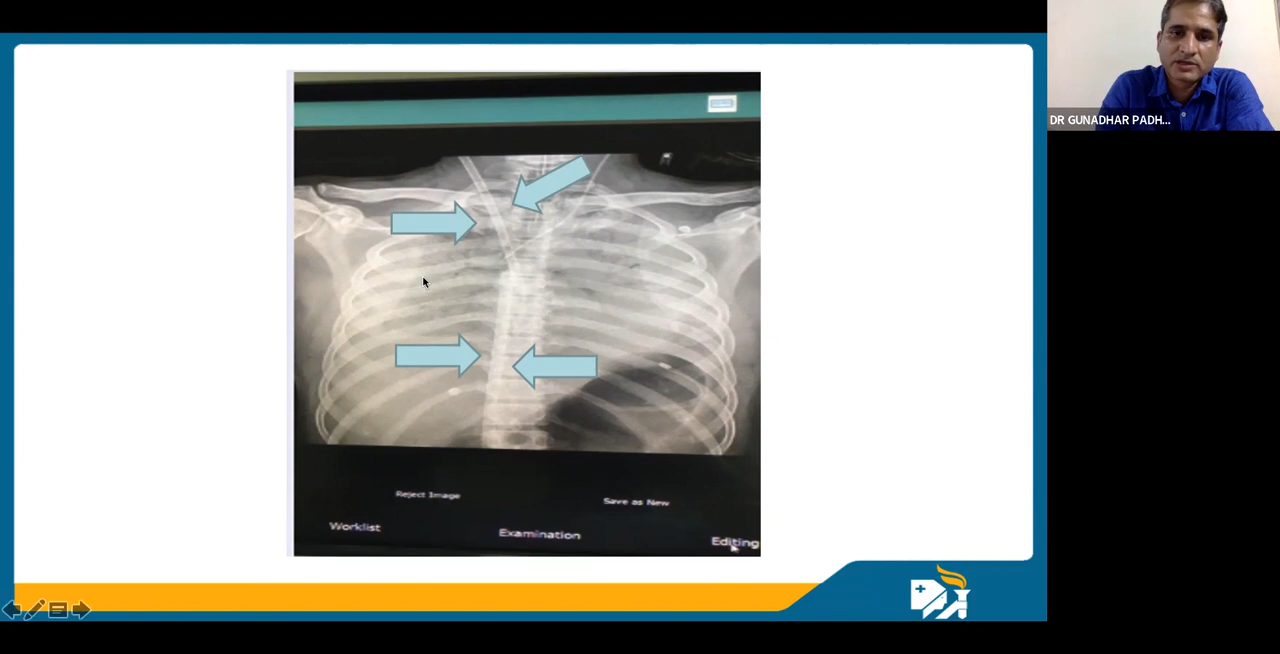 DR GUNADHAR PADH...
Reject Image
Save as New
Worklist
Examination
Editing